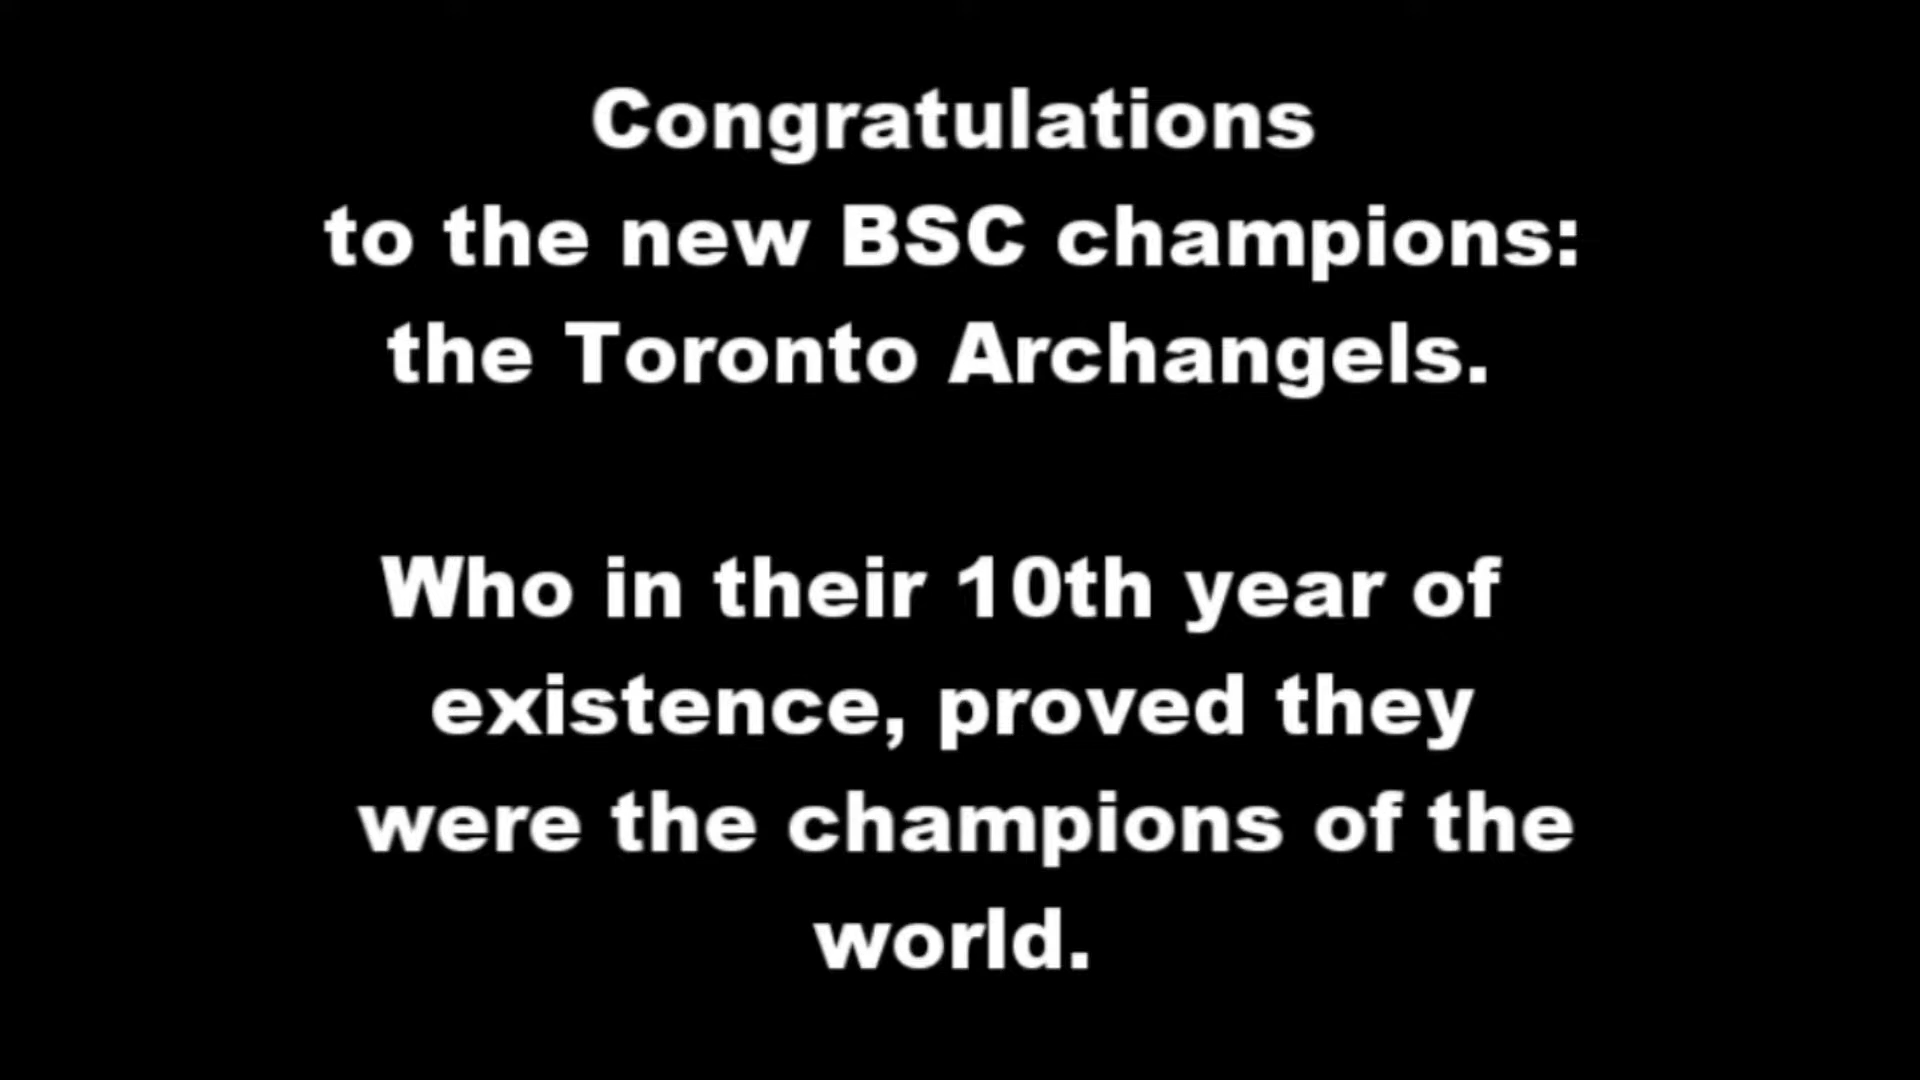 Congratulations
to the new BSC champions:
the Toronto Archangels.
Who in their 10th year of
existence, proved they
were the champions of the
world.